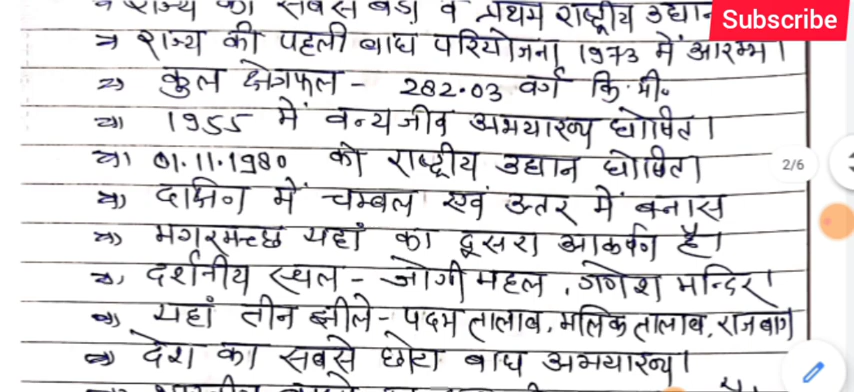 राज्य का सबसे बड़ा व प्रथम राष्ट्रीय उद्यान
Subscribe
राज्य की पहली बाघ परियोजना 1973 में आरम्भ।
कुल क्षेत्रफल - 282.03 वर्ग कि.मी.
1955 में वन्यजीव अभयारन्य घोषित।
01.11.1980 को राष्ट्रीय उद्यान घोषित
2/6
दक्षिण में चम्बल एवं उत्तर में बनास
मगरमच्छ यहां का दूसरा आकर्षण है।
दर्शनीय स्थल - जोगी महल, गणेश मन्दिर।
यहां तीन झीले - पदम तालाब, मलिक तालाब, राजबाग
देश का सबसे छोटा बाघ अभयारन्य।